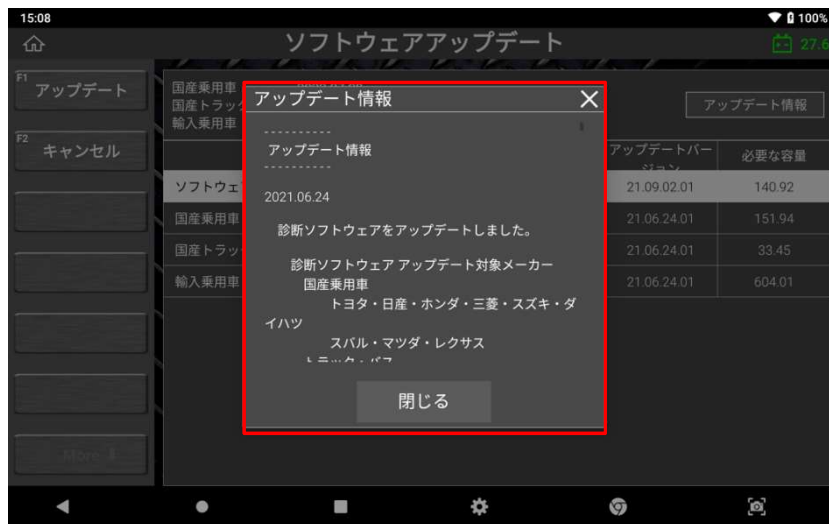 15:08
100%
ソフトウェアアップデート
27.6
F1
アップデート
国産乗用車
国産トラック
輸入乗用車
アップデート情報
アップデート情報
F2
キャンセル
----------
アップデート情報
----------
2021.06.24
診断ソフトウェアをアップデートしました。
診断ソフトウェア アップデート対象メーカー
国産乗用車
トヨタ・日産・ホンダ・三菱・スズキ・ダ
イハツ
スバル・マツダ・レクサス
トラック・バス
閉じる
アップデートバー
ジョン
必要な容量
ソフトウェ
21.09.02.01
140.92
国産乗用車
21.06.24.01
151.94
国産トラッ
21.06.24.01
33.45
輸入乗用車
21.06.24.01
604.01
More